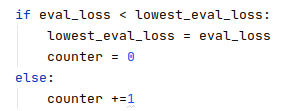 if eval_loss < lowest_eval_loss:
    lowest_eval_loss = eval_loss
    counter = 0
else:
    counter +=1